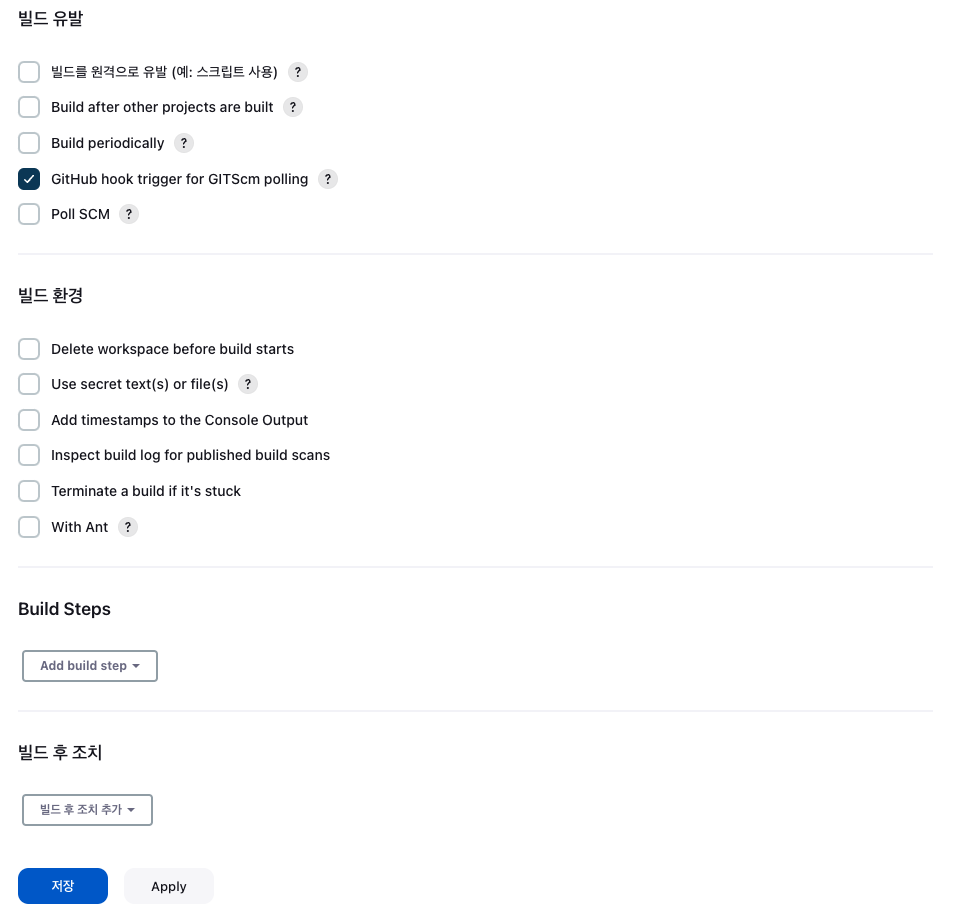 빌드 유발
빌드를 원격으로 유발 (예: 스크립트 사용) ?
Build after other projects are built ?
Build periodically ?
GitHub hook trigger for GITScm polling ?
Poll SCM ?
빌드 환경
Delete workspace before build starts
Use secret text(s) or file(s) ?
Add timestamps to the Console Output
Inspect build log for published build scans
Terminate a build if it's stuck
With Ant ?
Build Steps
Add build step
빌드 후 조치
빌드 후 조치 추가
저장 Apply